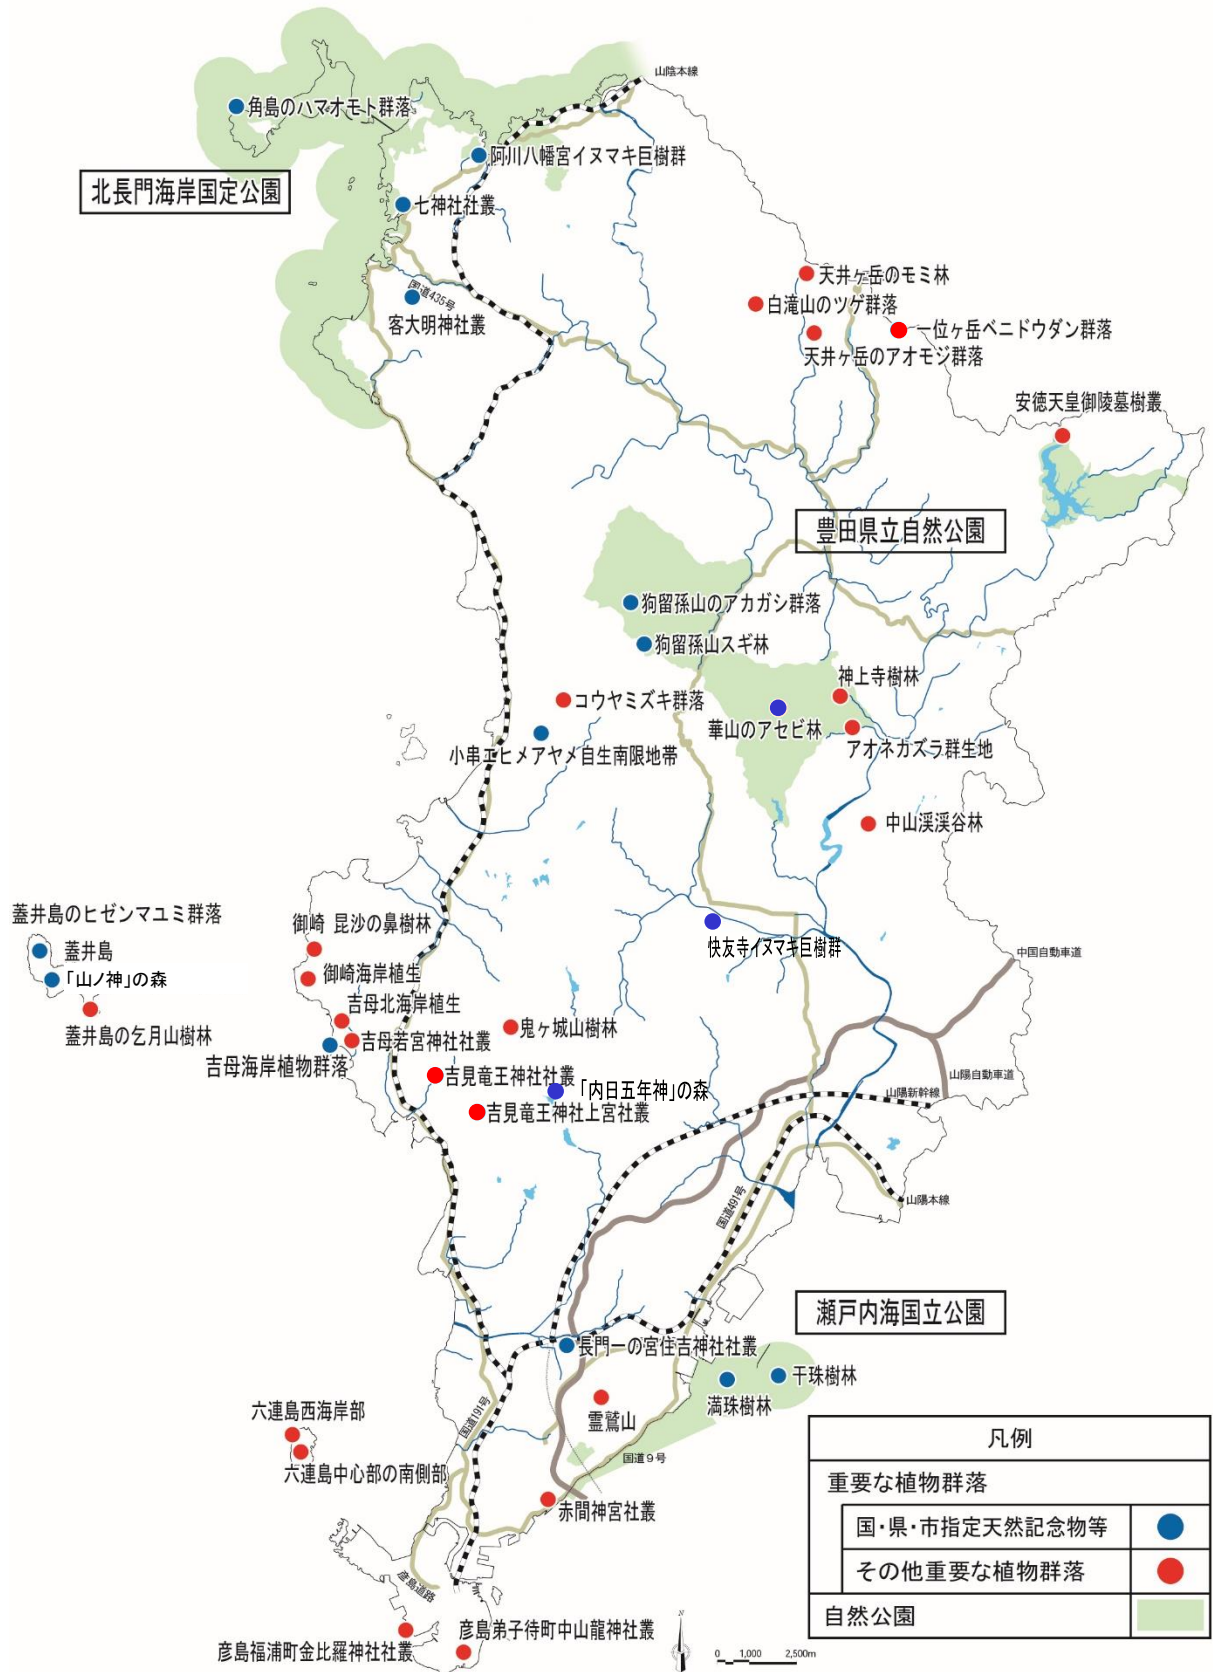 山陰本線
角島のハマオモト群落
阿川八幡宮イヌマキ巨樹群
北長門海岸国定公園
七神社社叢
天井ヶ岳のモミ林
国道435号
白滝山のツゲ群落
客大明神社叢
一位ヶ岳ベニドウダン群落
天井ヶ岳のアオモジ群落
安徳天皇御陵墓樹叢
豊田県立自然公園
狗留孫山のアカガシ群落
狗留孫山スギ林
神上寺樹林
コウヤミズキ群落
華山のアセビ林
小串エヒメアヤメ自生南限地帯
アオネカズラ群生地
中山渓渓谷林
蓋井島のヒゼンマユミ群落
御崎 昆沙の鼻樹林
快友寺イヌマキ巨樹群
蓋井島
中国自動車道
「山ノ神」の森
御崎海岸植生
吉母北海岸植生
鬼ヶ城山樹林
蓋井島の乞月山樹林
吉母若宮神社社叢
吉母海岸植物群落
吉見竜王神社社叢
山陽自動車道
「内日五年神」の森
山陽新幹線
吉見竜王神社上宮社叢
国道491号
山陽本線
瀬戸内海国立公園
長門一の宮住吉神社社叢
干珠樹林
満珠樹林
六連島西海岸部
国道191号
霊鷲山
国道9号
六連島中心部の南側部
赤間神宮社叢
彦島道路
彦島弟子待町中山龍神社叢
彦島福浦町金比羅神社社叢
N
0 1,000 2,500m
凡例
重要な植物群落
国・県・市指定天然記念物等
その他重要な植物群落
自然公園